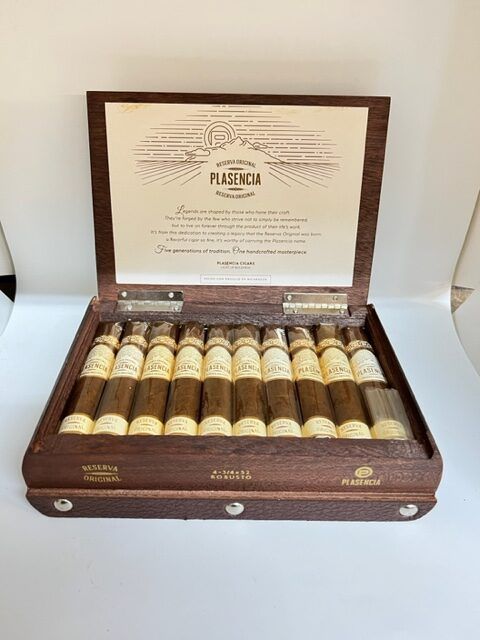 RESERVA ORIGINAL
PLASENCIA
RESERVA ORIGINAL
Legends are shaped by those who hone their craft.
They're forged by the few who strive not to simply be remembered,
but to live on forever through the product of their life's work.
It's from this dedication to creating a legacy that the Reserva Original was born
a flavorful cigar so fine, it's worthy of carrying the Plasencia name.
Five generations of tradition. One handcrafted masterpiece.
PLASENCIA CIGARS
PLASENCIA
RESERVA
ORIGINAL
RESERVA
ORIGINAL
4-3/4 x 52
ROBUSTO
PLASENCIA